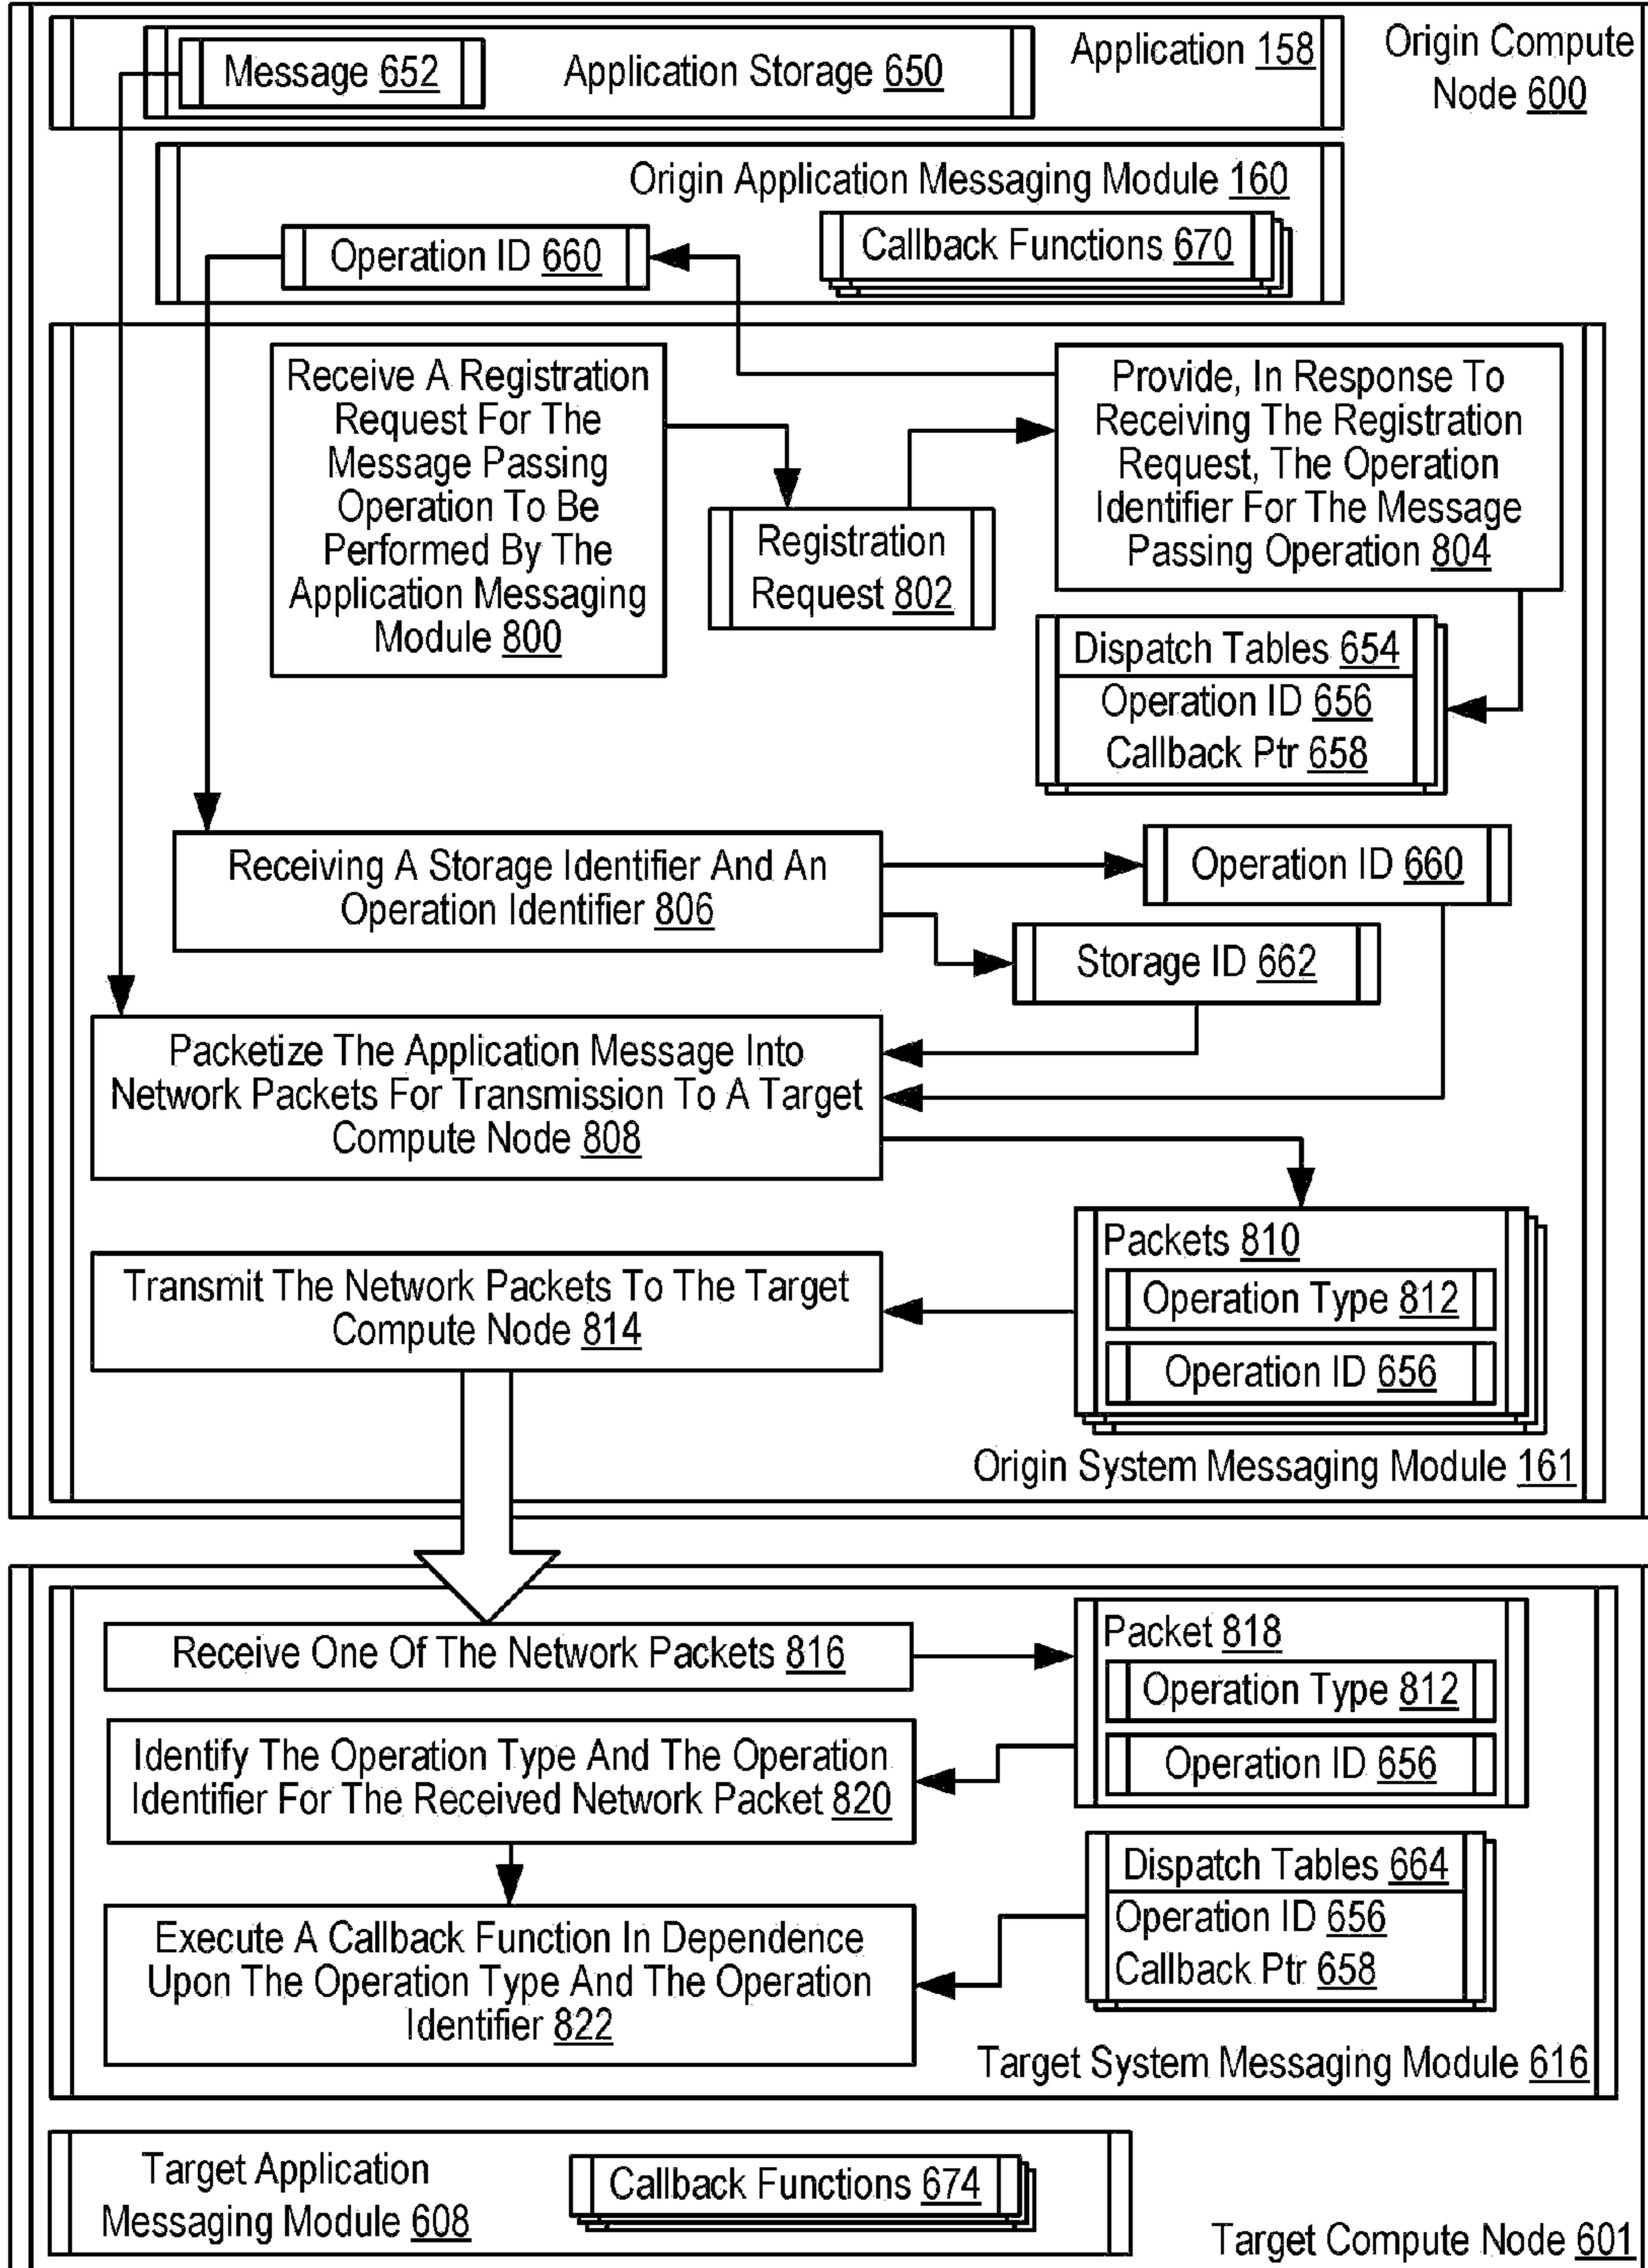 Message 652
Application Storage 650
Application 158
Origin Compute
Node 600
Origin Application Messaging Module 160
Operation ID 660
Callback Functions 670
Receive A Registration
Request For The
Message Passing
Operation To Be
Performed By The
Application Messaging
Module 800
Registration
Request 802
Provide, In Response To
Receiving The Registration
Request, The Operation
Identifier For The Message
Passing Operation 804
Dispatch Tables 654
Operation ID 656
Callback Ptr 658
Receiving A Storage Identifier And An
Operation Identifier 806
Operation ID 660
Storage ID 662
Packetize The Application Message Into
Network Packets For Transmission To A Target
Compute Node 808
Packets 810
Operation Type 812
Operation ID 656
Transmit The Network Packets To The Target
Compute Node 814
Origin System Messaging Module 161
Receive One Of The Network Packets 816
Packet 818
Operation Type 812
Operation ID 656
Identify The Operation Type And The Operation
Identifier For The Received Network Packet 820
Dispatch Tables 664
Operation ID 656
Callback Ptr 658
Execute A Callback Function In Dependence
Upon The Operation Type And The Operation
Identifier 822
Target System Messaging Module 616
Target Application
Messaging Module 608
Callback Functions 674
Target Compute Node 601